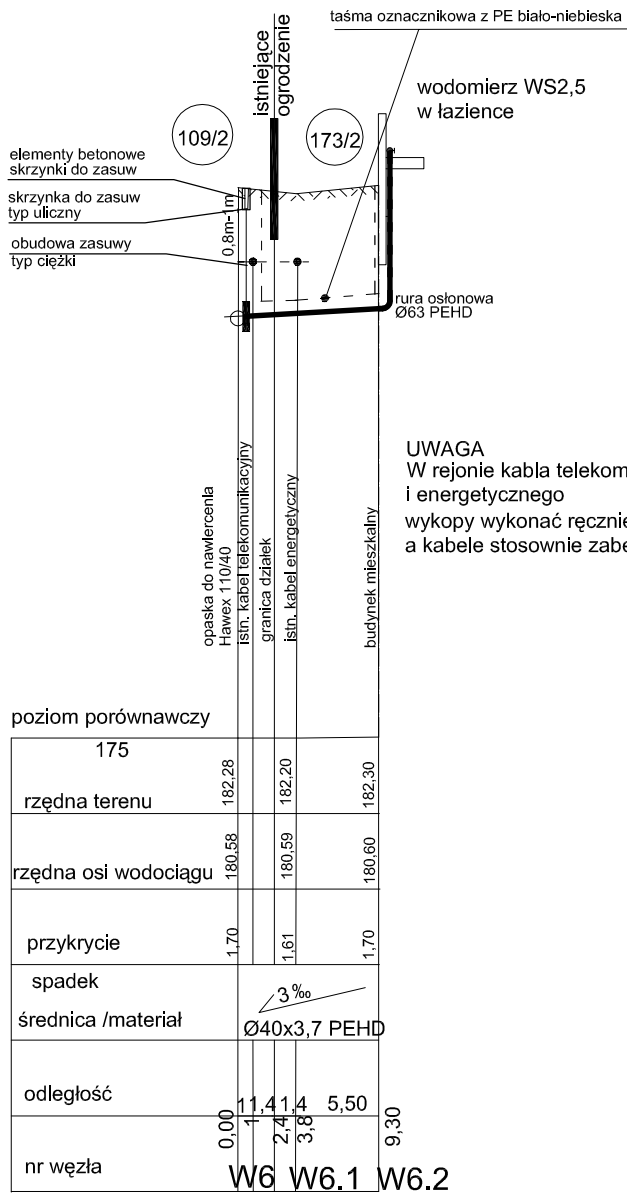 taśma oznacznikowa z PE biało-niebieska
istniejące
ogrodzenie
wodomierz WS2,5
w łazience
109/2
173/2
elementy betonowe
skrzynki do zasuw
skrzynka do zasuw
typ uliczny
0,8m-1m
obudowa zasuwy
typ ciężki
rura osłonowa
Ø63 PEHD
UWAGA
W rejonie kabla telekom
i energetycznego
wykopy wykonać ręcznie
a kabele stosownie zabe
opaska do nawiercenia
Hawex 110/40
istn. kabel telekomunikacyjny
granica działek
istn. kabel energetyczny
budynek mieszkalny
poziom porównawczy
175
rzędna terenu
182,28
182,20
182,30
rzędna osi wodociągu
180,58
180,59
180,60
przykrycie
1,70
1,61
1,70
spadek
3‰
średnica /materiał
Ø40x3,7 PEHD
odległość
1
1,4
1,4
5,50
0,00
1
2,4
3,8
9,30
nr węzła
W6
W6.1
W6.2